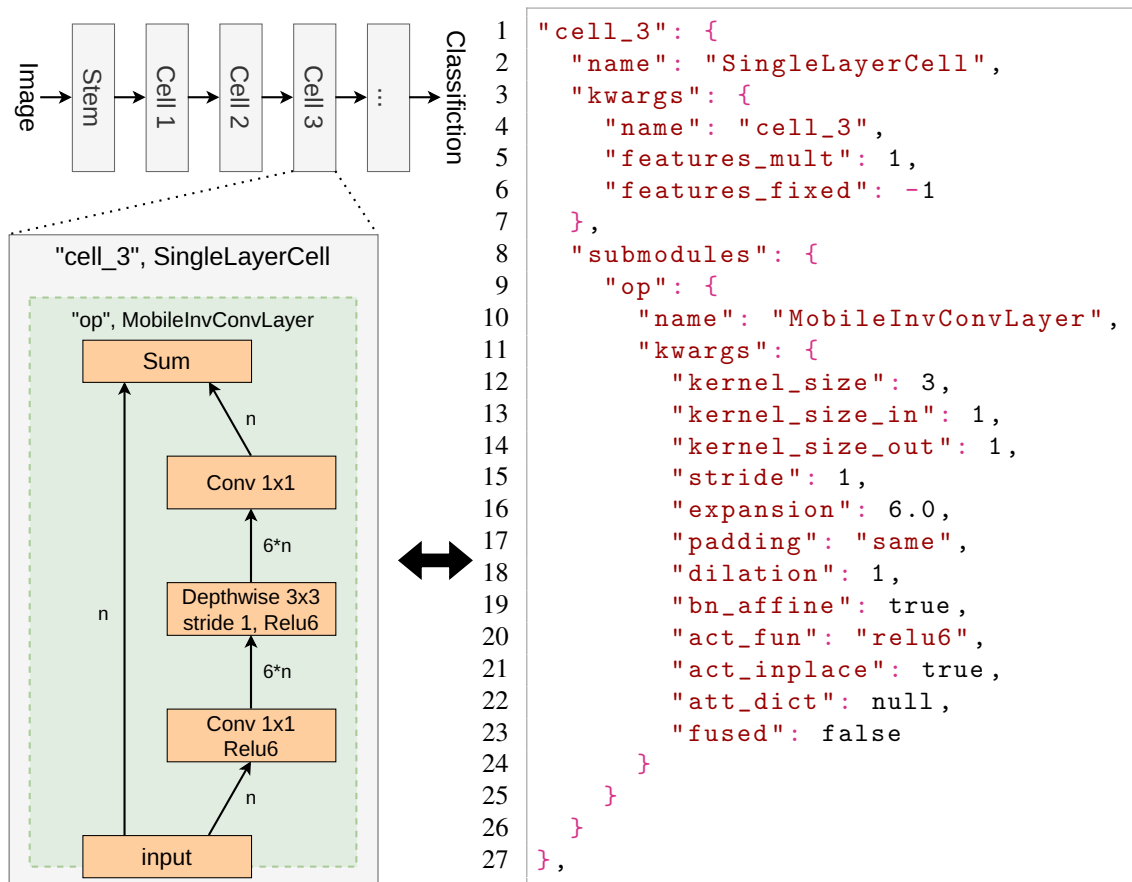 Image
Stem
Cell 1
Cell 2
Cell 3
...
Classifiction
"cell_3", SingleLayerCell
"op", MobileInvConvLayer
Sum
n
Conv 1x1
6*n
n
Depthwise 3x3
stride 1, Relu6
6*n
Conv 1x1
Relu6
n
input
1 "cell_3": {
2 "name": "SingleLayerCell",
3 "kwargs": {
4 "name": "cell_3",
5 "features_mult": 1,
6 "features_fixed": -1
7 },
8 "submodules": {
9 "op": {
10 "name": "MobileInvConvLayer",
11 "kwargs": {
12 "kernel_size": 3,
13 "kernel_size_in": 1,
14 "kernel_size_out": 1,
15 "stride": 1,
16 "expansion": 6.0,
17 "padding": "same",
18 "dilation": 1,
19 "bn_affine": true,
20 "act_fun": "relu6",
21 "act_inplace": true,
22 "att_dict": null,
23 "fused": false
24 }
25 }
26 }
27 },